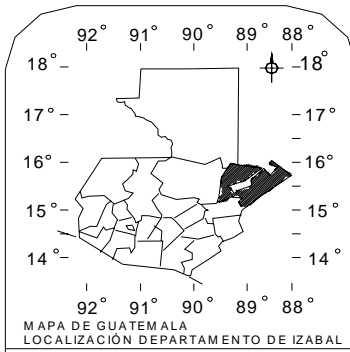 92° 91° 90° 89° 88°
18° 18°
17° 17°
16° 16°
15° 15°
14° 14°
92° 91° 90° 89° 88°
MAPA DE GUATEMALA
LOCALIZACIÓN DEPARTAMENTO DE IZABAL